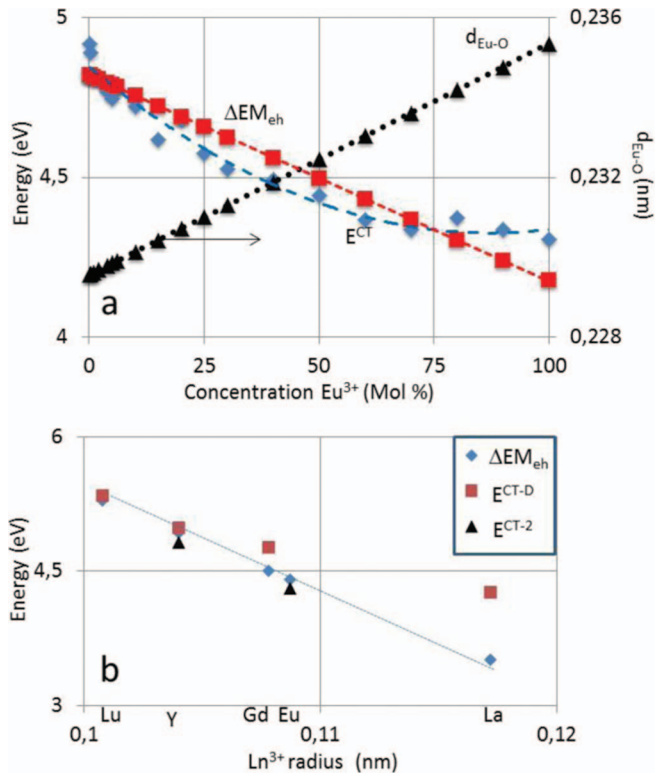 5
0,236
d_Eu-O
ΔEM_eh
Energy (eV)
4,5
0,232
d_Eu-O (nm)
E^CT
a
4
0,228
0
25
50
75
100
Concentration Eu³⁺ (Mol %)
6
ΔEM_eh
E^CT-D
E^CT-2
Energy (eV)
4,5
b
3
Lu
Y
Gd
Eu
La
0,1
0,11
0,12
Ln³⁺ radius (nm)